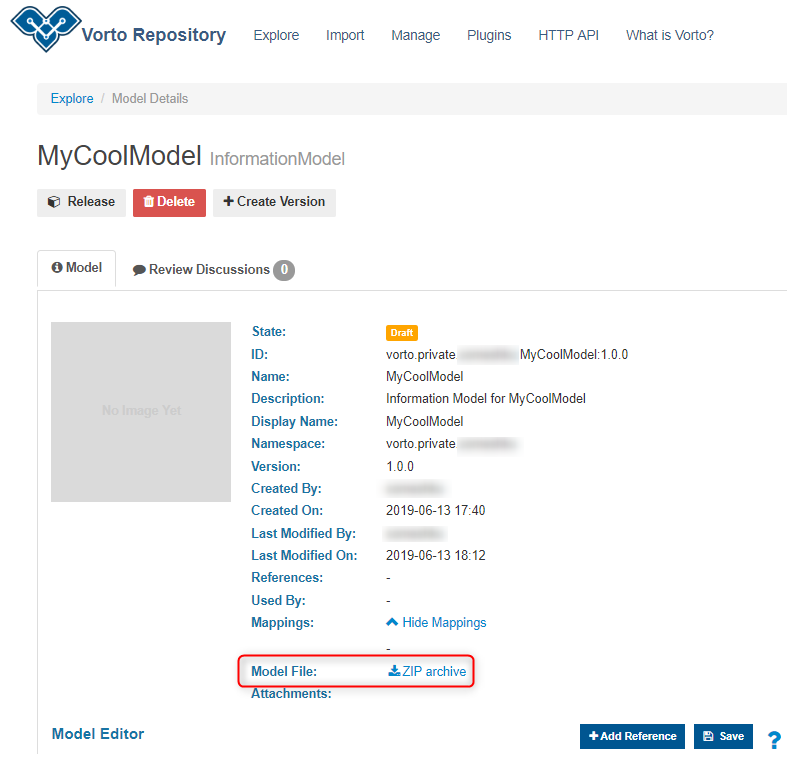 Vorto Repository Explore Import Manage Plugins HTTP API What is Vorto?
Explore / Model Details
MyCoolModel InformationModel
Release Delete Create Version
Model Review Discussions 0
No Image Yet
State: Draft
ID: vorto.private. MyCoolModel:1.0.0
Name: MyCoolModel
Description: Information Model for MyCoolModel
Display Name: MyCoolModel
Namespace: vorto.private.
Version: 1.0.0
Created By:
Created On: 2019-06-13 17:40
Last Modified By:
Last Modified On: 2019-06-13 18:12
References: -
Used By: -
Mappings: Hide Mappings
-
Model File: ZIP archive
Attachments:
Model Editor Add Reference Save ?